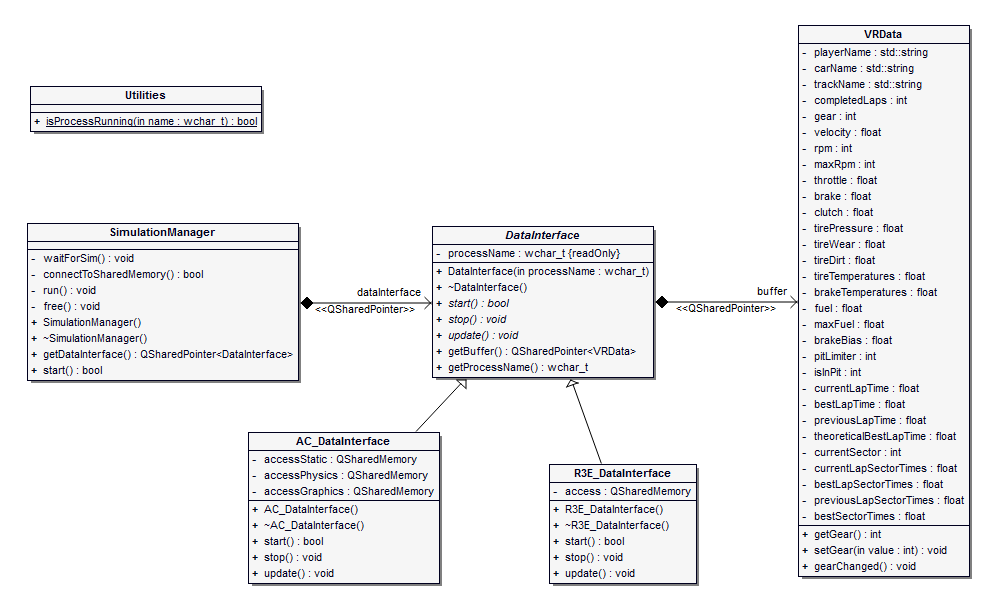 Utilities
+ isProcessRunning(in name : wchar_t) : bool
SimulationManager
- waitForSim() : void
- connectToSharedMemory() : bool
- run() : void
- free() : void
+ SimulationManager()
+ ~SimulationManager()
+ getDataInterface() : QSharedPointer<DataInterface>
+ start() : bool
dataInterface
<<QSharedPointer>>
DataInterface
- processName : wchar_t {readOnly}
+ DataInterface(in processName : wchar_t)
+ ~DataInterface()
+ start() : bool
+ stop() : void
+ update() : void
+ getBuffer() : QSharedPointer<VRData>
+ getProcessName() : wchar_t
buffer
<<QSharedPointer>>
VRData
- playerName : std::string
- carName : std::string
- trackName : std::string
- completedLaps : int
- gear : int
- velocity : float
- rpm : int
- maxRpm : int
- throttle : float
- brake : float
- clutch : float
- tirePressure : float
- tireWear : float
- tireDirt : float
- tireTemperatures : float
- brakeTemperatures : float
- fuel : float
- maxFuel : float
- brakeBias : float
- pitLimiter : int
- isInPit : int
- currentLapTime : float
- bestLapTime : float
- previousLapTime : float
- theoreticalBestLapTime : float
- currentSector : int
- currentLapSectorTimes : float
- bestLapSectorTimes : float
- previousLapSectorTimes : float
- bestSectorTimes : float
+ getGear() : int
+ setGear(in value : int) : void
+ gearChanged() : void
AC_DataInterface
- accessStatic : QSharedMemory
- accessPhysics : QSharedMemory
- accessGraphics : QSharedMemory
+ AC_DataInterface()
+ ~AC_DataInterface()
+ start() : bool
+ stop() : void
+ update() : void
R3E_DataInterface
- access : QSharedMemory
+ R3E_DataInterface()
+ ~R3E_DataInterface()
+ start() : bool
+ stop() : void
+ update() : void